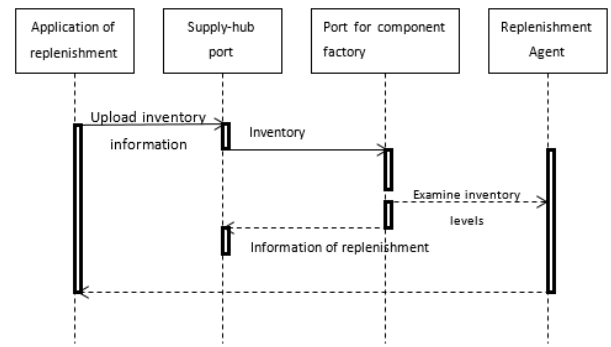 Application of
replenishment
Supply-hub
port
Port for component
factory
Replenishment
Agent
Upload inventory
information
Inventory
Examine inventory
levels
Information of replenishment